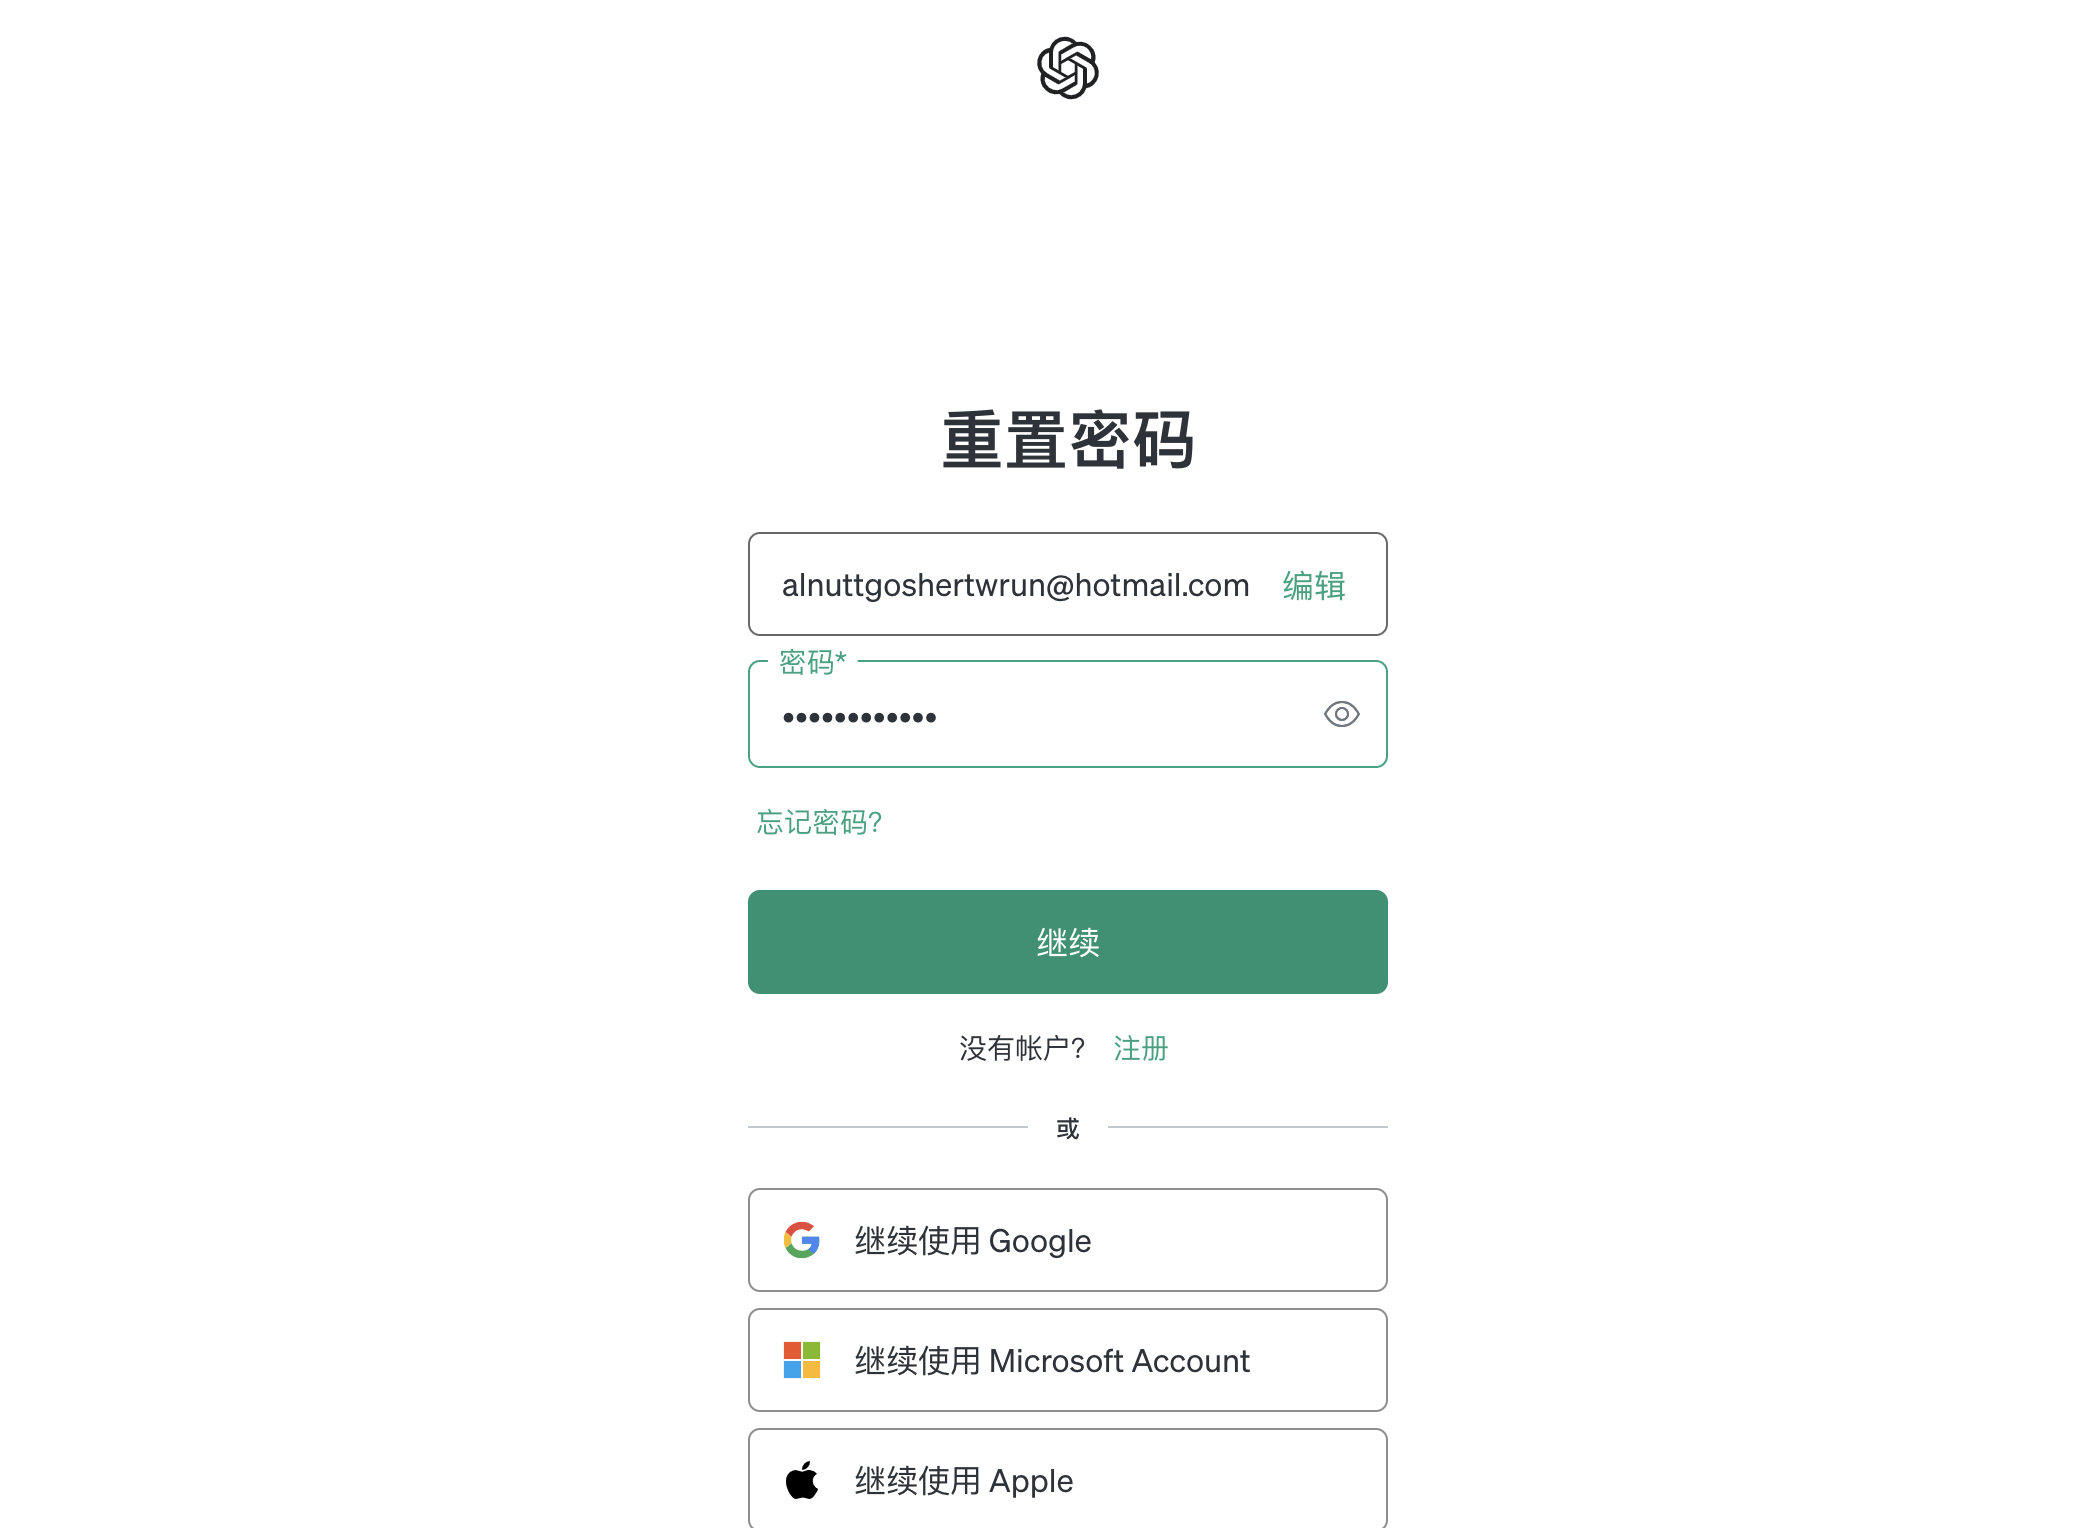 重置密码
alnuttgoshertwrun@hotmail.com 编辑
密码*
••••••••••••
忘记密码?
继续
没有帐户? 注册
或
继续使用 Google
继续使用 Microsoft Account
继续使用 Apple